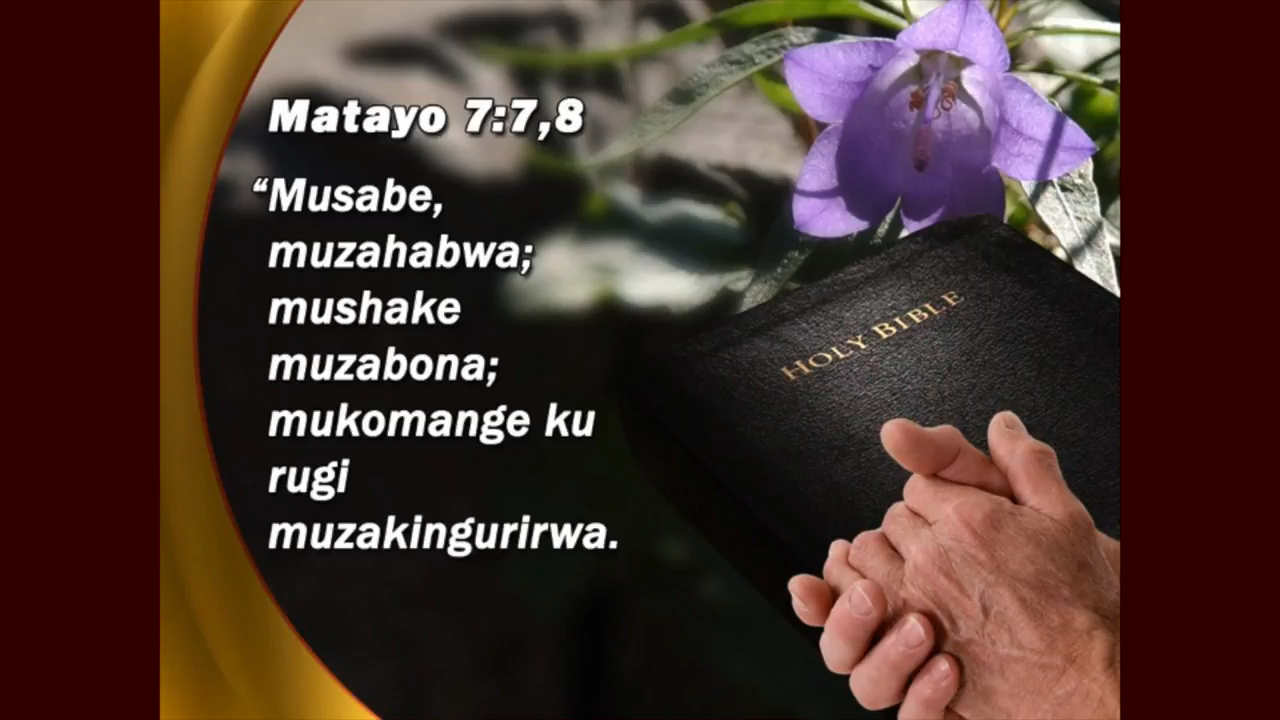 Matayo 7:7,8
“Musabe,
muzahabwa;
mushake
muzabona;
mukomange ku
rugi
muzakingurirwa.
HOLY BIBLE